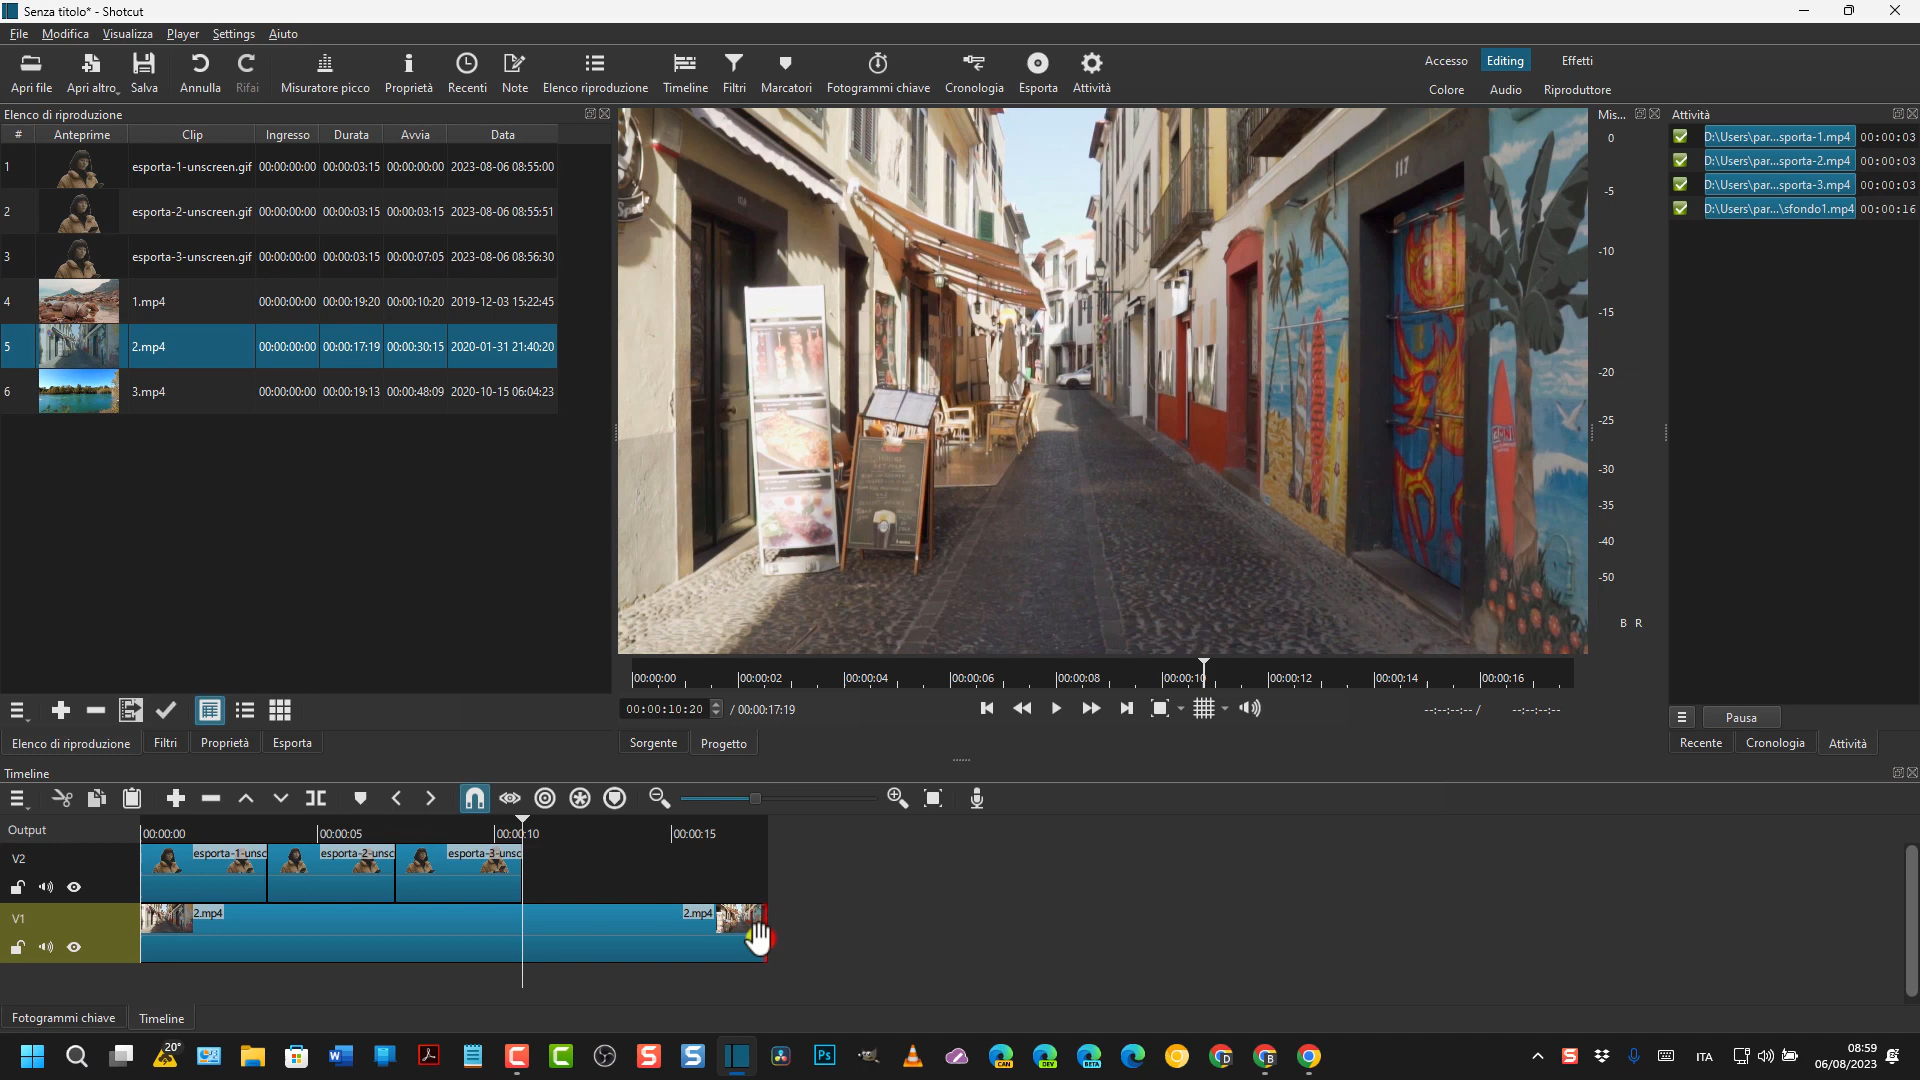 Senza titolo* - Shotcut
File Modifica Visualizza Player Settings Aiuto
Apri file Apri altro Salva Annulla Rifai Misuratore picco Proprietà Recenti Note Elenco riproduzione Timeline Filtri Marcatori Fotogrammi chiave Cronologia Esporta Attività
Accesso Editing Effetti
Colore Audio Riproduttore
Elenco di riproduzione
# Anteprime Clip Ingresso Durata Avvia Data
1 esporta-1-unscreen.gif 00:00:00:00 00:00:03:15 00:00:00:00 2023-08-06 08:55:00
2 esporta-2-unscreen.gif 00:00:00:00 00:00:03:15 00:00:03:15 2023-08-06 08:55:51
3 esporta-3-unscreen.gif 00:00:00:00 00:00:03:15 00:00:07:05 2023-08-06 08:56:30
4 1.mp4 00:00:00:00 00:00:19:20 00:00:10:20 2019-12-03 15:22:45
5 2.mp4 00:00:00:00 00:00:17:19 00:00:30:15 2020-01-31 21:40:20
6 3.mp4 00:00:00:00 00:00:19:13 00:00:48:09 2020-10-15 06:04:23
Elenco di riproduzione Filtri Proprietà Esporta
117
00:00:00 00:00:02 00:00:04 00:00:06 00:00:08 00:00:10 00:00:12 00:00:14 00:00:16
00:00:10:20 / 00:00:17:19 --:--:--:-- / --:--:--:--
Sorgente Progetto
Mis...
0
-5
-10
-15
-20
-25
-30
-35
-40
-50
B R
Attività
D:\Users\par...sporta-1.mp4 00:00:03
D:\Users\par...sporta-2.mp4 00:00:03
D:\Users\par...sporta-3.mp4 00:00:03
D:\Users\par...\sfondo1.mp4 00:00:16
Pausa
Recente Cronologia Attività
Timeline
Output 00:00:00 00:00:05 00:00:10 00:00:15
V2 esporta-1-unsc esporta-2-unsc esporta-3-unsc
V1 2.mp4 2.mp4
Fotogrammi chiave Timeline
20° CAN DEV BETA ITA 08:59
06/08/2023